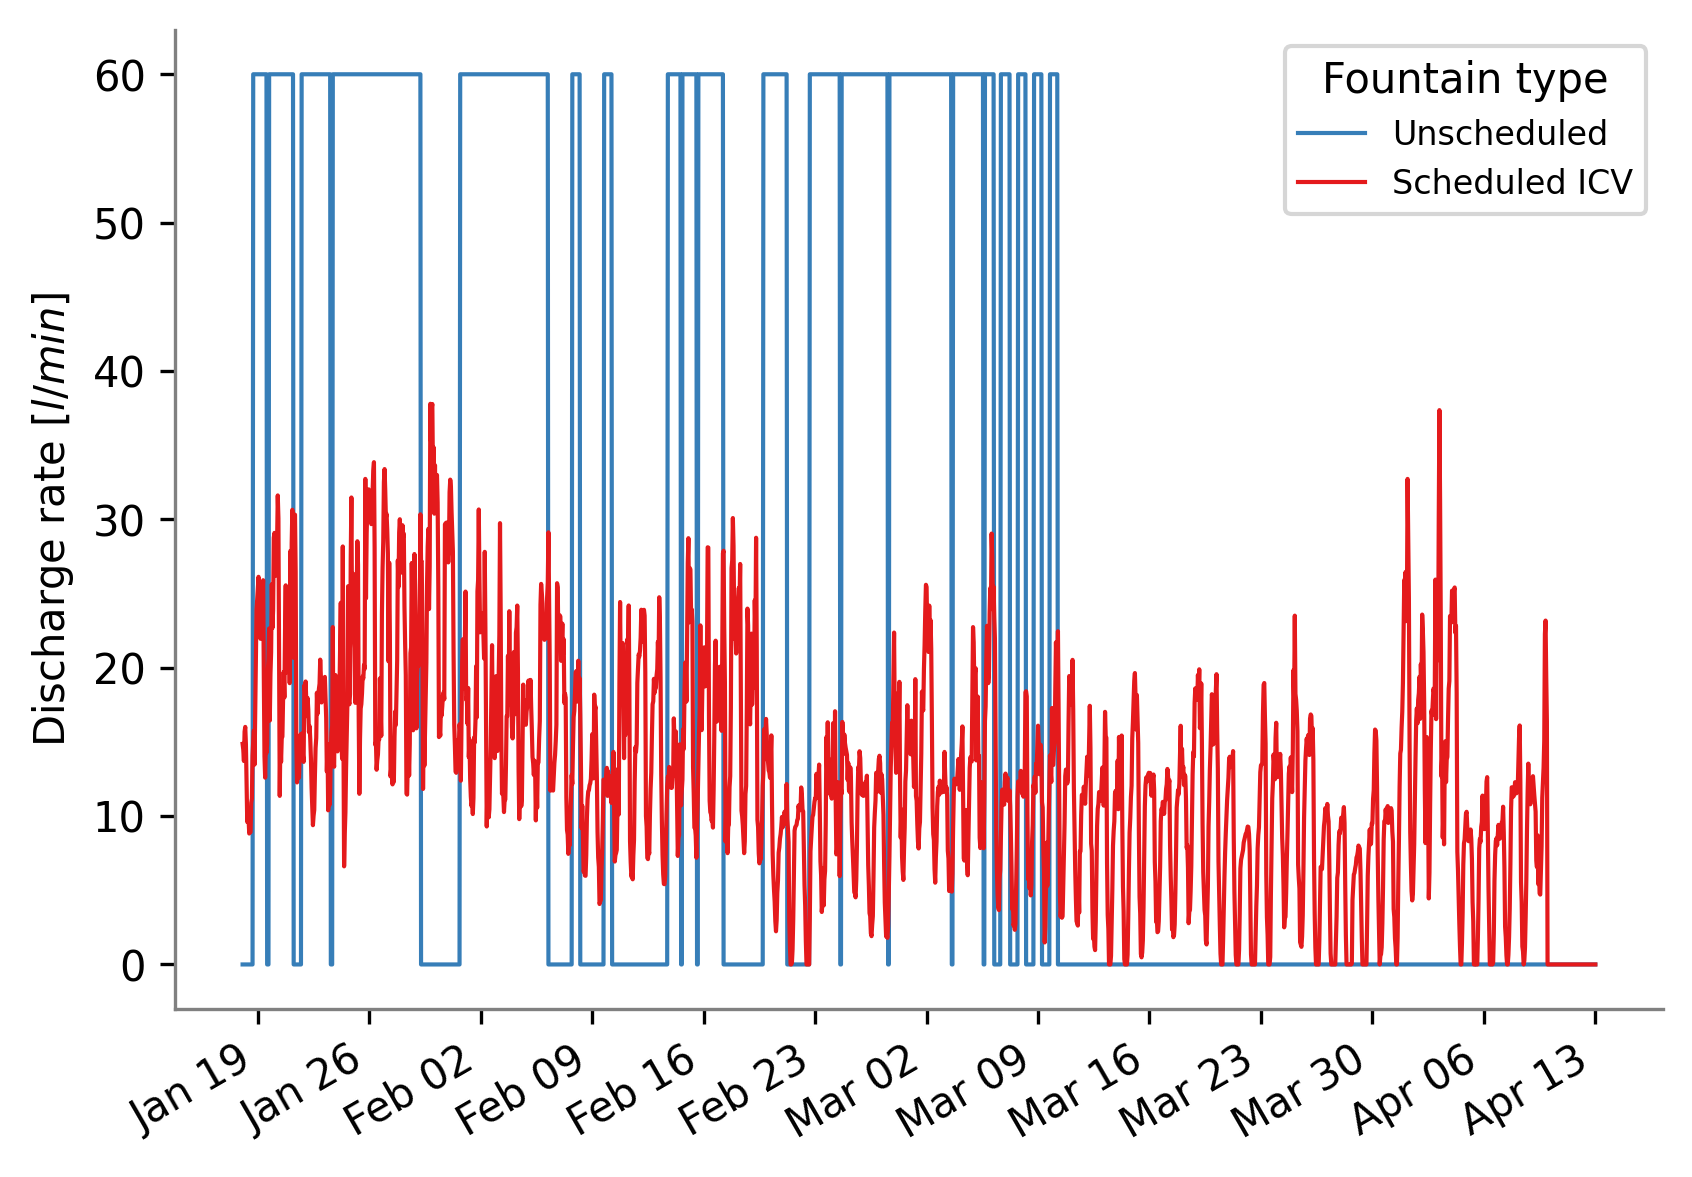 60
50
40
30
20
10
0
Discharge rate [l/min]
Fountain type
Unscheduled
Scheduled ICV
Jan 19
Jan 26
Feb 02
Feb 09
Feb 16
Feb 23
Mar 02
Mar 09
Mar 16
Mar 23
Mar 30
Apr 06
Apr 13